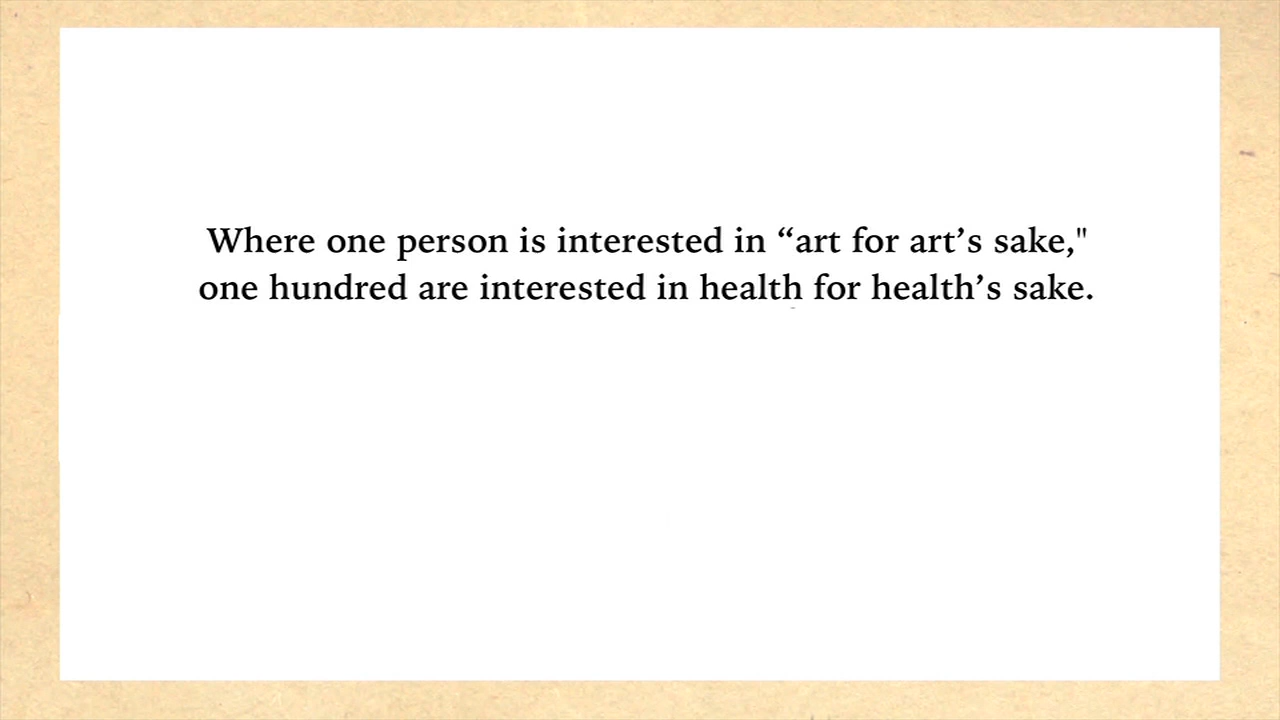 Where one person is interested in “art for art’s sake,"
one hundred are interested in health for health’s sake.